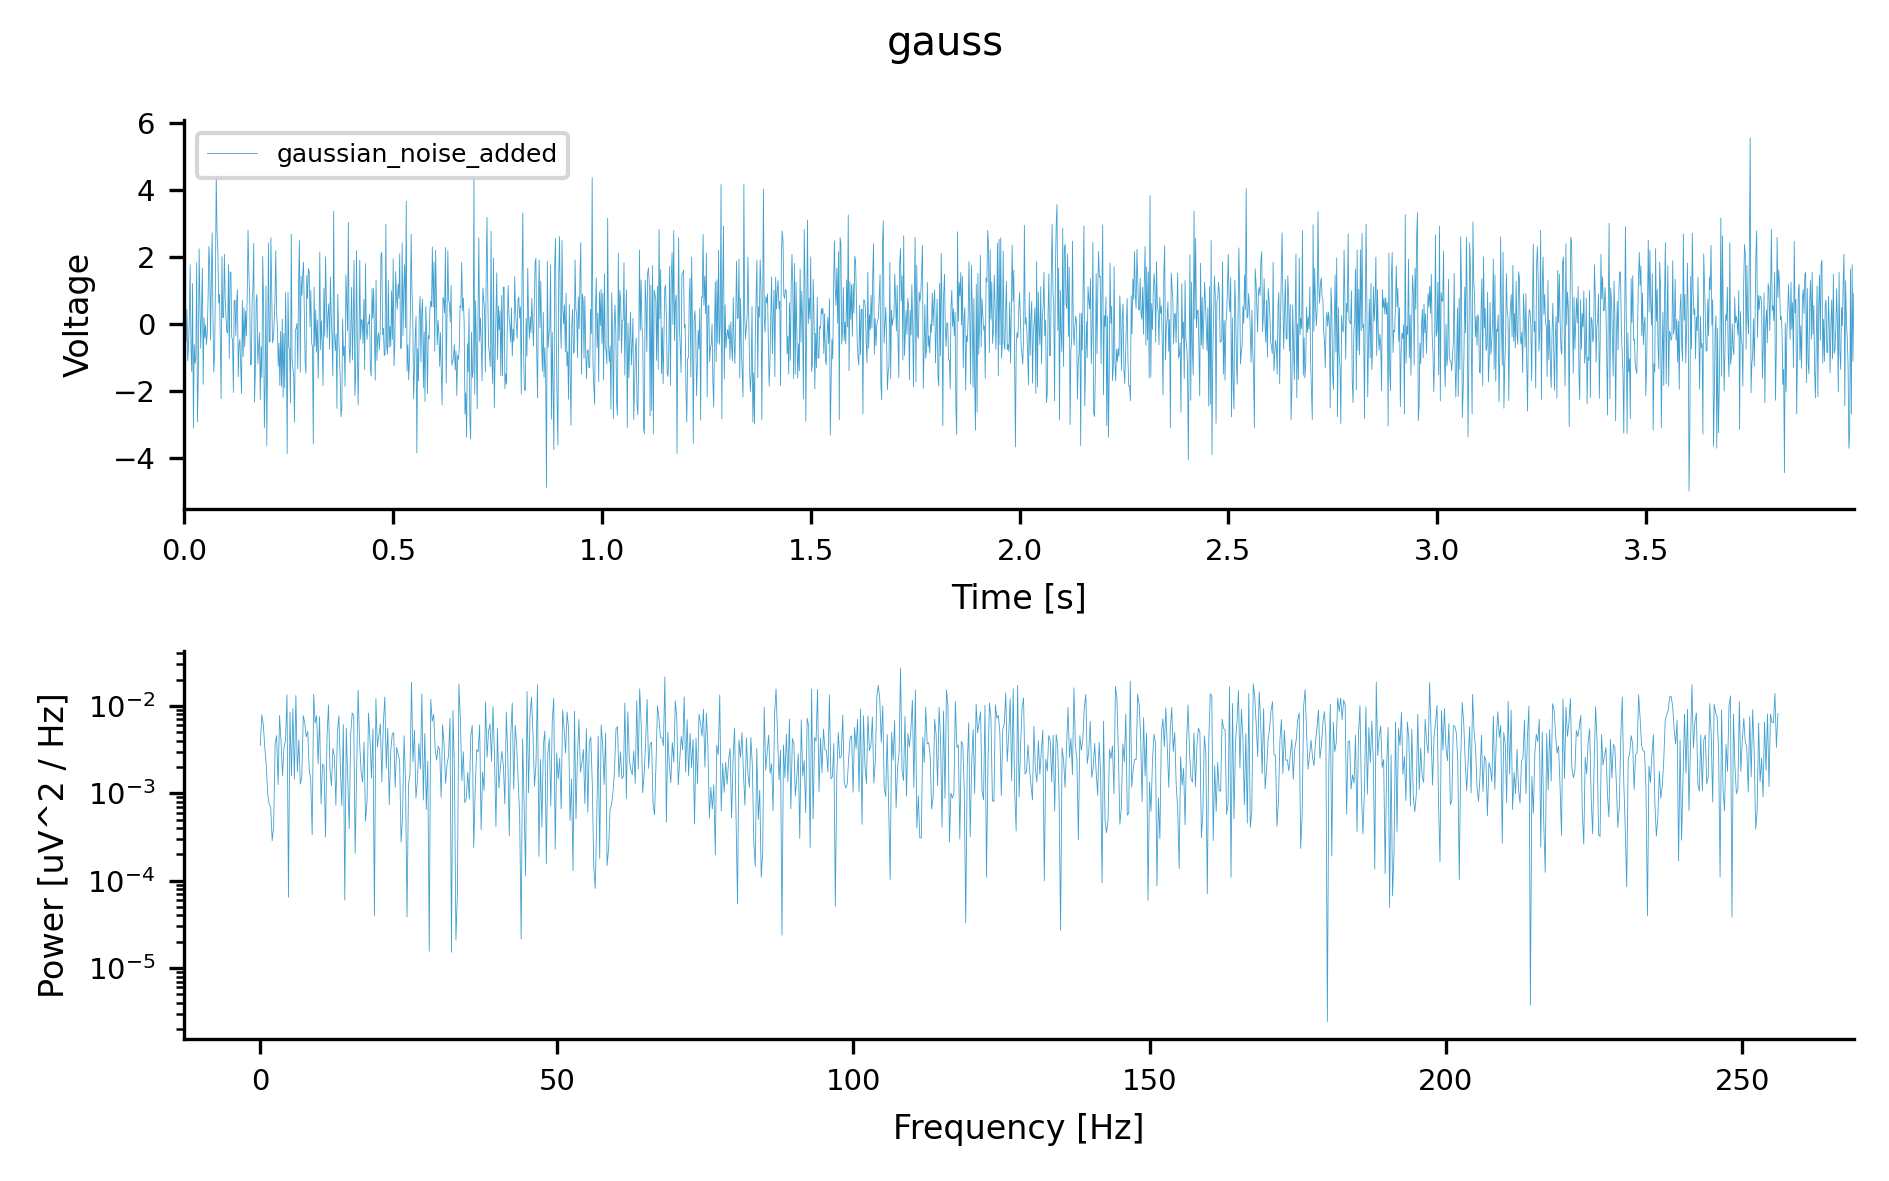 gauss
6
gaussian_noise_added
4
2
0
−2
−4
Voltage
0.0 0.5 1.0 1.5 2.0 2.5 3.0 3.5
Time [s]
10⁻²
10⁻³
10⁻⁴
10⁻⁵
Power [uV^2 / Hz]
0 50 100 150 200 250
Frequency [Hz]